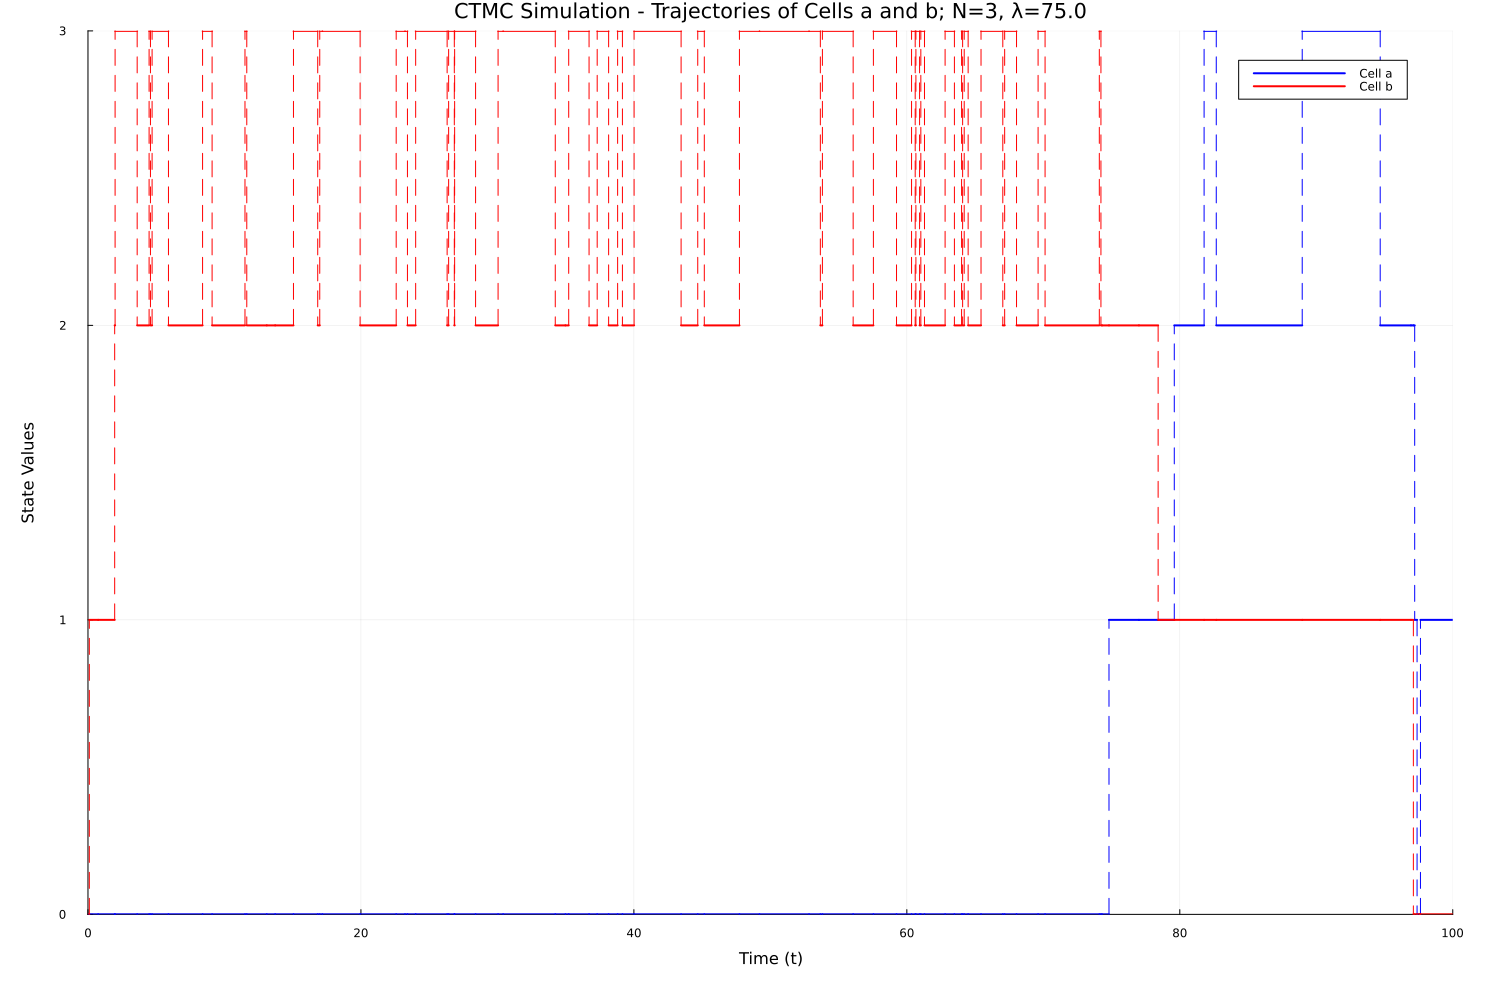 CTMC Simulation - Trajectories of Cells a and b; N=3, λ=75.0
3
Cell a
Cell b
2
State Values
1
0
0 20 40 60 80 100
Time (t)